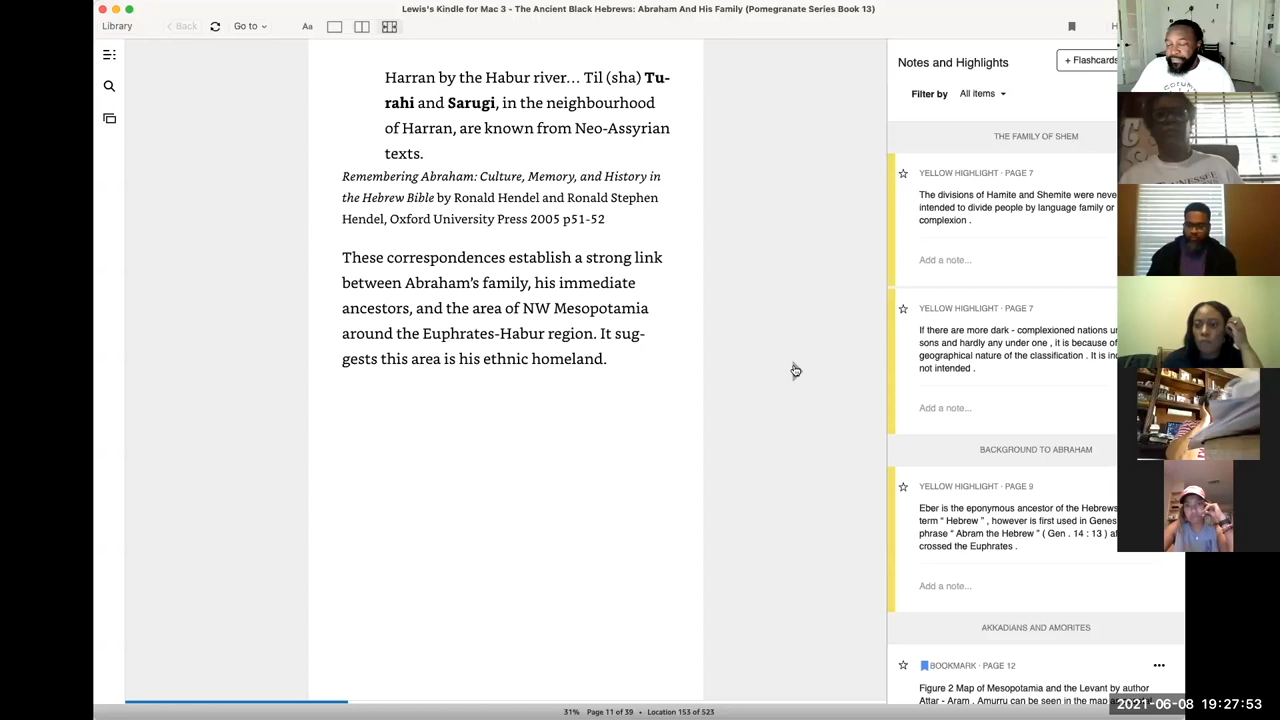 Lewis's Kindle for Mac 3 - The Ancient Black Hebrews: Abraham And His Family (Pomegranate Series Book 13)
Library
Back
Go to
Aa
Harran by the Habur river... Til (sha) Tu-
rahi and Sarugi, in the neighbourhood
of Harran, are known from Neo-Assyrian
texts.
Remembering Abraham: Culture, Memory, and History in
the Hebrew Bible by Ronald Hendel and Ronald Stephen
Hendel, Oxford University Press 2005 p51-52
These correspondences establish a strong link
between Abraham's family, his immediate
ancestors, and the area of NW Mesopotamia
around the Euphrates-Habur region. It sug-
gests this area is his ethnic homeland.
31% Page 11 of 39 • Location 153 of 523
Notes and Highlights
+ Flashcards
Filter by All items
THE FAMILY OF SHEM
YELLOW HIGHLIGHT · PAGE 7
The divisions of Hamite and Shemite were neve
intended to divide people by language family or
complexion .
Add a note...
YELLOW HIGHLIGHT · PAGE 7
If there are more dark - complexioned nations u
sons and hardly any under one , it is because of
geographical nature of the classification . It is inc
not intended .
Add a note...
BACKGROUND TO ABRAHAM
YELLOW HIGHLIGHT · PAGE 9
Eber is the eponymous ancestor of the Hebrews
term " Hebrew " , however is first used in Genes
phrase " Abram the Hebrew " ( Gen . 14 : 13 ) af
crossed the Euphrates .
Add a note...
AKKADIANS AND AMORITES
BOOKMARK · PAGE 12
Figure 2 Map of Mesopotamia and the Levant by author
Attar - Aram . Amurru can be seen in the map
2021-06-08 19:27:53